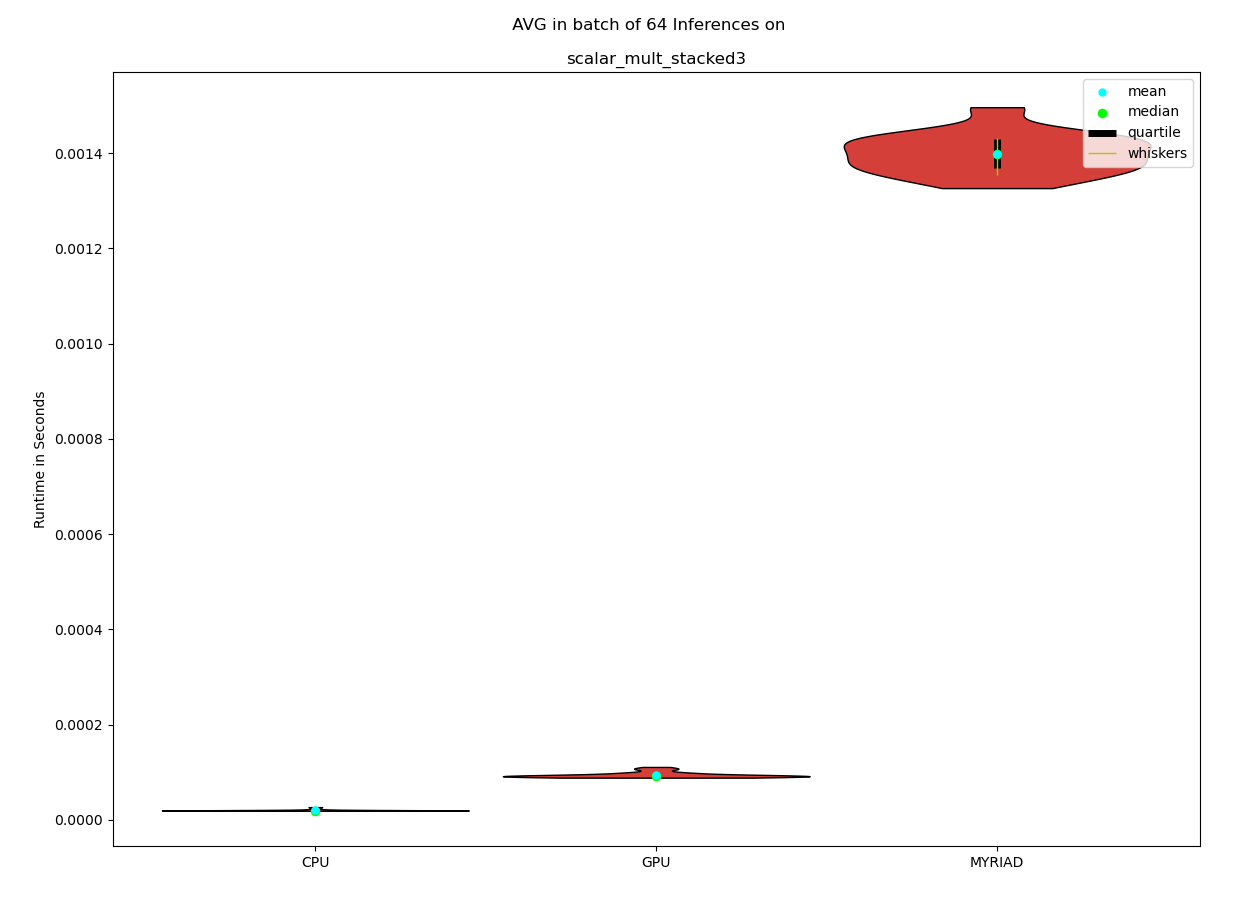 AVG in batch of 64 Inferences on
scalar_mult_stacked3
mean
median
quartile
whiskers
0.0014
0.0012
0.0010
0.0008
0.0006
0.0004
0.0002
0.0000
Runtime in Seconds
CPU
GPU
MYRIAD